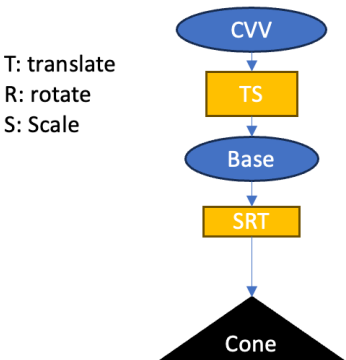 CVV
T: translate
R: rotate
S: Scale
TS
Base
SRT
Cone